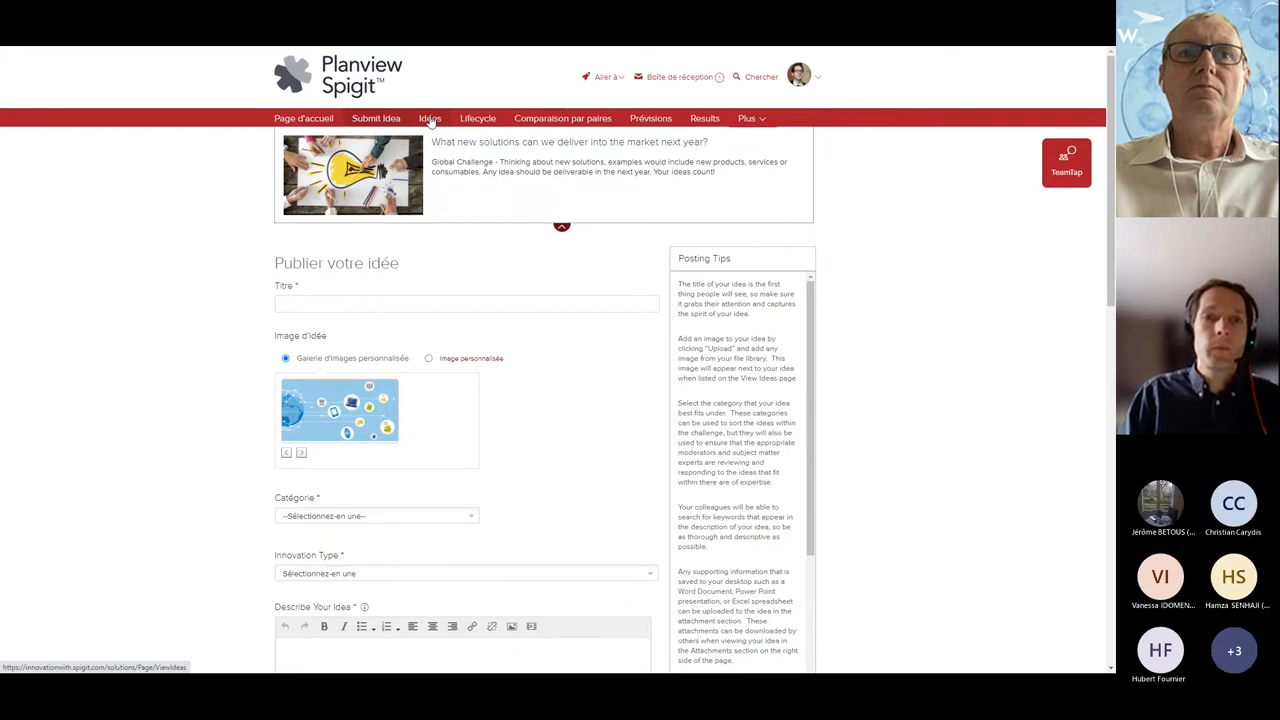 Planview
Spigit™
Aller à
Boîte de réception 1
Chercher
Page d'accueil
Submit Idea
Idées
Lifecycle
Comparaison par paires
Prévisions
Results
Plus
What new solutions can we deliver into the market next year?
Global Challenge - Thinking about new solutions, examples would include new products, services or
consumables. Any idea should be deliverable in the next year. Your ideas count!
TeamTap
Publier votre idée
Titre *
Image d'idée
Galerie d'images personnalisée
Image personnalisée
Catégorie *
--Sélectionnez-en une--
Innovation Type *
Sélectionnez-en une
Describe Your Idea *
B I
Posting Tips
The title of your idea is the first
thing people will see, so make sure
it grabs their attention and captures
the spirit of your idea.
Add an image to your idea by
clicking "Upload" and add any
image from your file library. This
image will appear next to your idea
when listed on the View Ideas page
Select the category that your idea
best fits under. These categories
can be used to sort the ideas within
the challenge, but they will also be
used to ensure that the appropriate
moderators and subject matter
experts are reviewing and
responding to the ideas that fit
within there are of expertise.
Your colleagues will be able to
search for keywords that appear in
the description of your idea, so be
as thorough and descriptive as
possible.
Any supporting information that is
saved to your desktop such as a
Word Document, Power Point
presentation, or Excel spreadsheet
can be uploaded to the idea in the
attachment section. These
attachments can be downloaded by
others when viewing your idea in
the Attachments section on the right
side of the page.
https://innovationwith.spigit.com/solutions/Page/ViewIdeas
W
CC
Jérôme BETOUS (...
Christian Carydis
VI
HS
Vanessa IDOMEN...
Hamza SENHAJI (...
HF
+3
Hubert Fournier